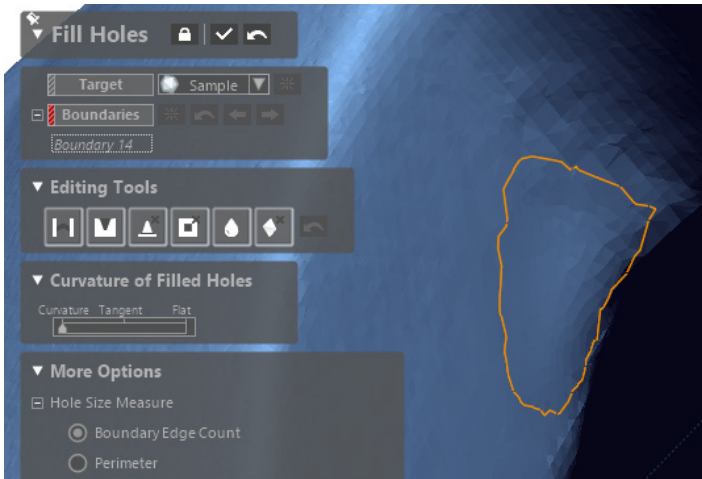 Fill Holes
Target Sample
Boundaries
Boundary 14
Editing Tools
Curvature of Filled Holes
Curvature Tangent Flat
More Options
Hole Size Measure
Boundary Edge Count
Perimeter